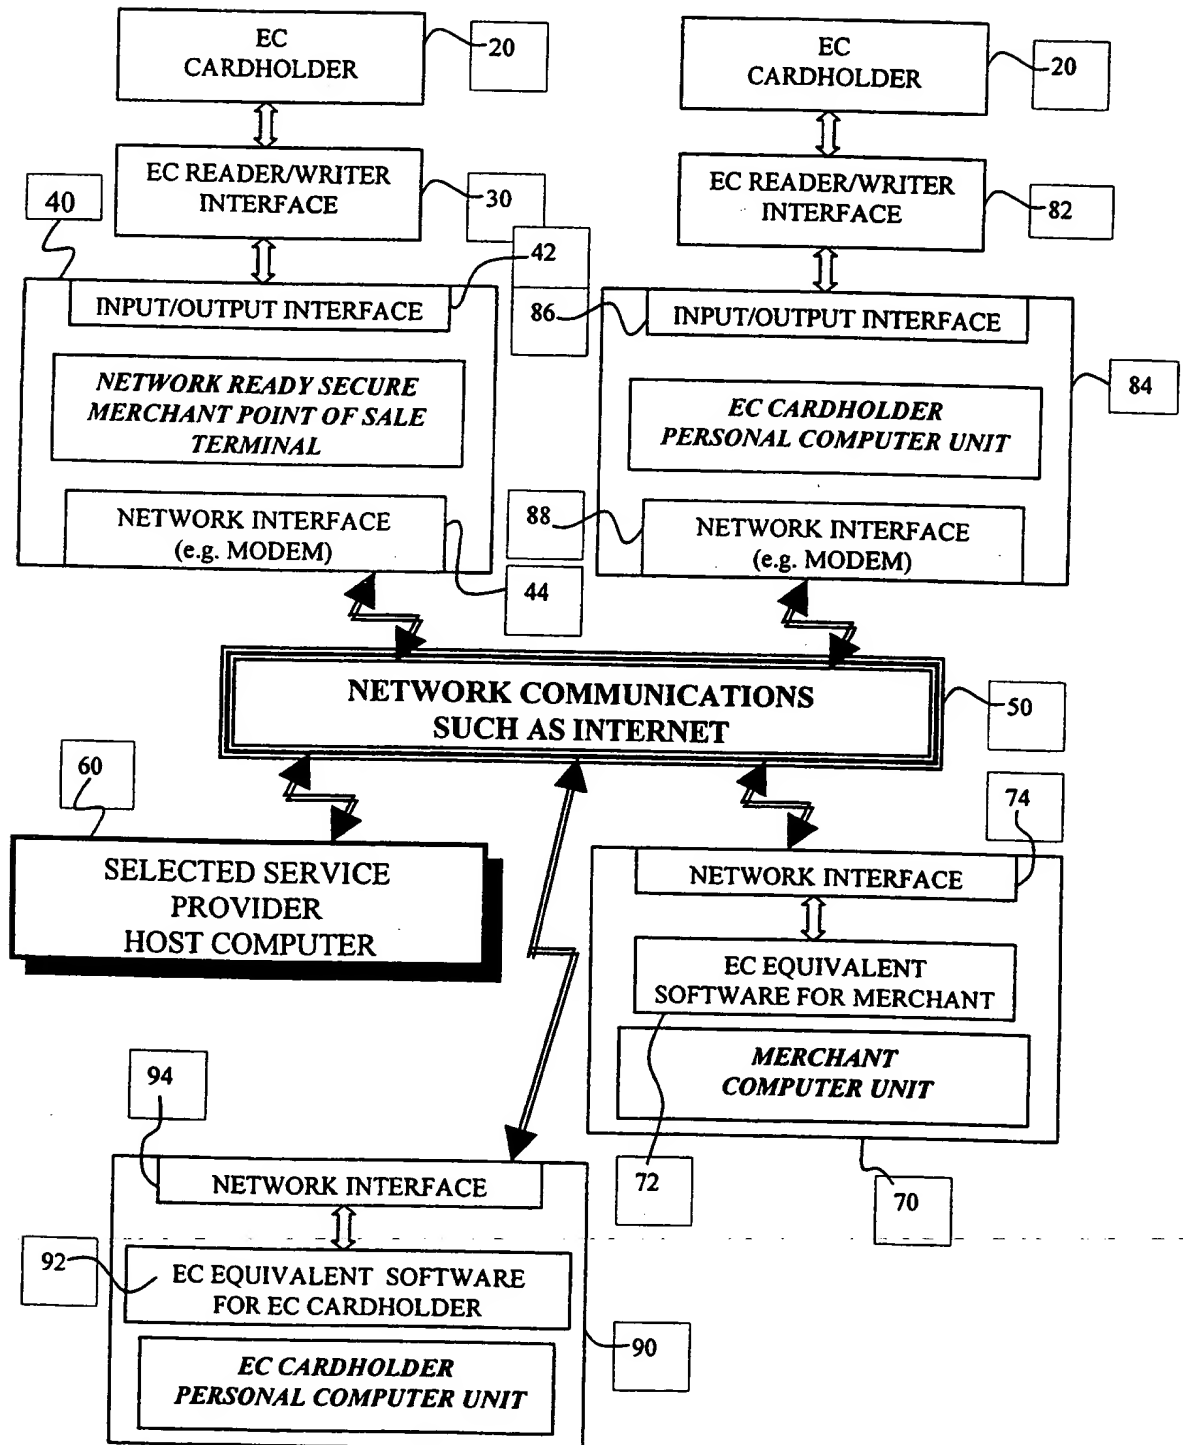 EC
CARDHOLDER
20
EC
CARDHOLDER
20
EC READER/WRITER
INTERFACE
30
EC READER/WRITER
INTERFACE
82
40
INPUT/OUTPUT INTERFACE
42
86
INPUT/OUTPUT INTERFACE
84
NETWORK READY SECURE
MERCHANT POINT OF SALE
TERMINAL
EC CARDHOLDER
PERSONAL COMPUTER UNIT
NETWORK INTERFACE
(e.g. MODEM)
44
88
NETWORK INTERFACE
(e.g. MODEM)
NETWORK COMMUNICATIONS
SUCH AS INTERNET
50
60
SELECTED SERVICE
PROVIDER
HOST COMPUTER
74
NETWORK INTERFACE
EC EQUIVALENT
SOFTWARE FOR MERCHANT
MERCHANT
COMPUTER UNIT
72
70
94
NETWORK INTERFACE
92
EC EQUIVALENT SOFTWARE
FOR EC CARDHOLDER
90
EC CARDHOLDER
PERSONAL COMPUTER UNIT